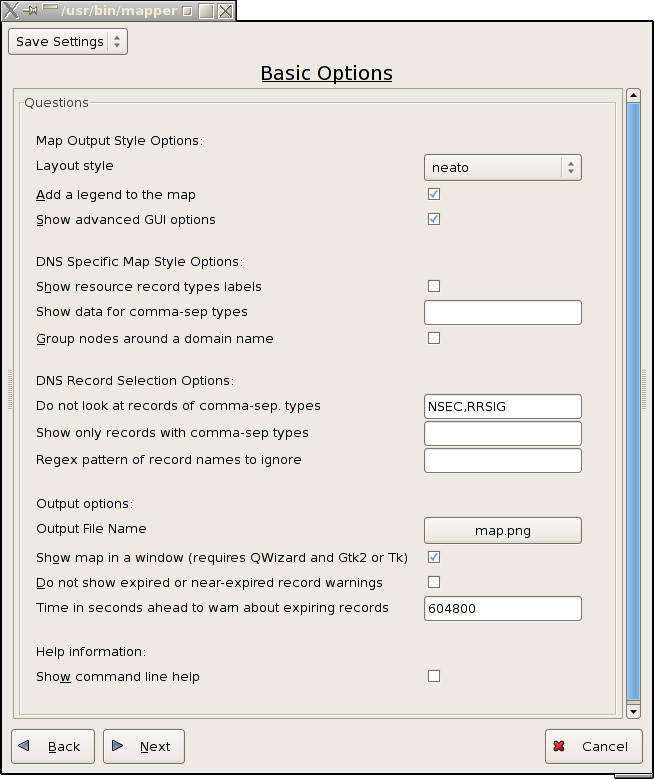 /usr/bin/mapper
Save Settings
Basic Options
Questions
Map Output Style Options:
Layout style neato
Add a legend to the map
Show advanced GUI options
DNS Specific Map Style Options:
Show resource record types labels
Show data for comma-sep types
Group nodes around a domain name
DNS Record Selection Options:
Do not look at records of comma-sep. types NSEC,RRSIG
Show only records with comma-sep types
Regex pattern of record names to ignore
Output options:
Output File Name map.png
Show map in a window (requires QWizard and Gtk2 or Tk)
Do not show expired or near-expired record warnings
Time in seconds ahead to warn about expiring records 604800
Help information:
Show command line help
Back Next Cancel